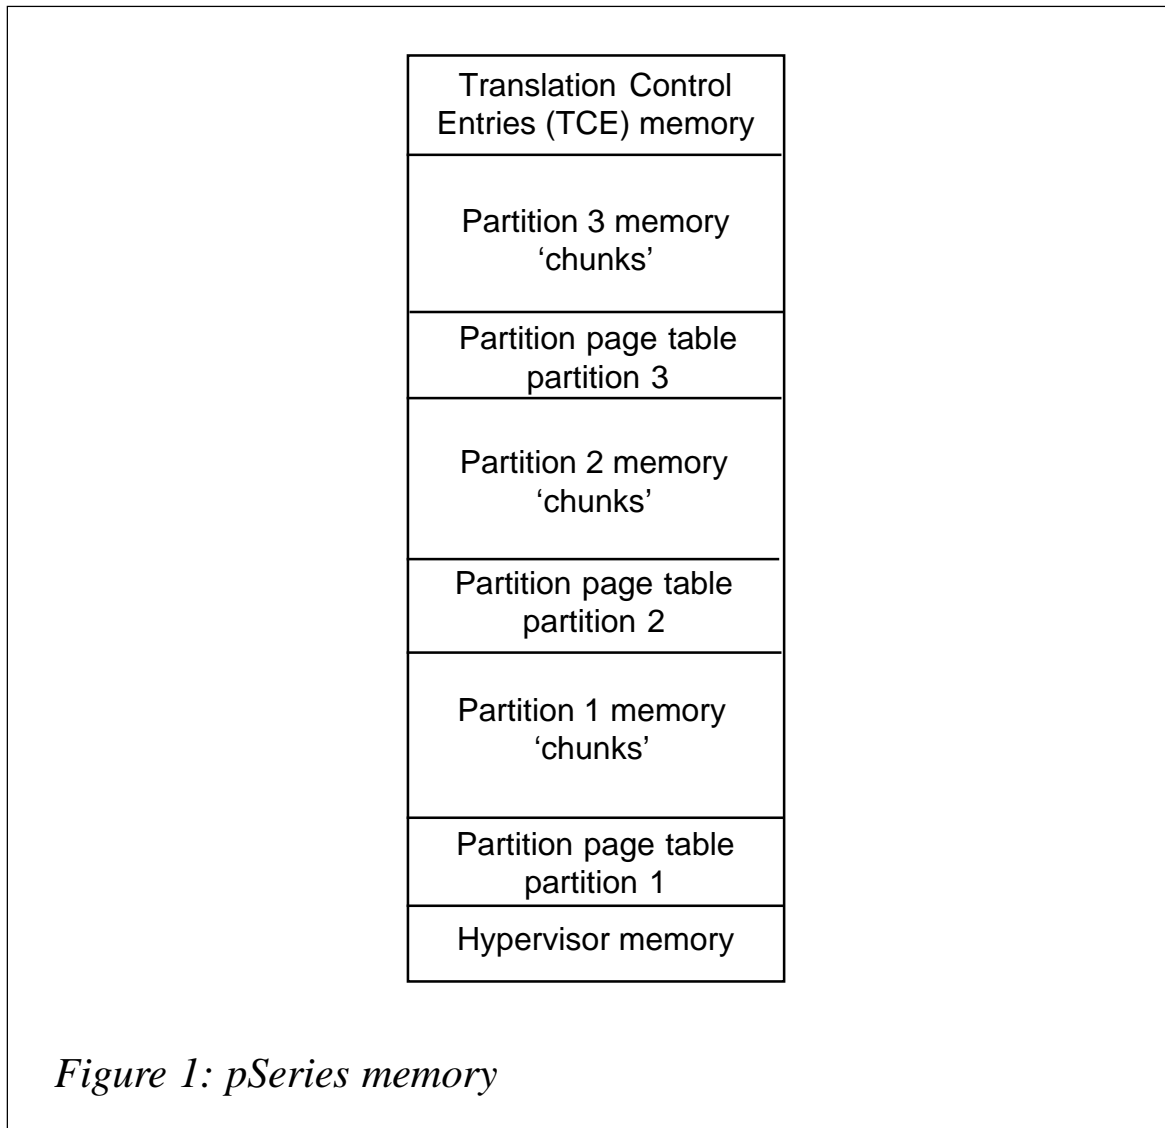 Translation Control
Entries (TCE) memory
Partition 3 memory
‘chunks’
Partition page table
partition 3
Partition 2 memory
‘chunks’
Partition page table
partition 2
Partition 1 memory
‘chunks’
Partition page table
partition 1
Hypervisor memory
Figure 1: pSeries memory